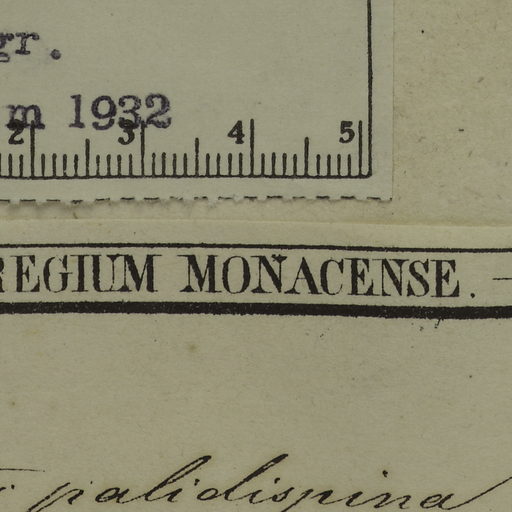 gr.
m 1932
2 3 4 5
REGIUM MONACENSE. —
palidispina